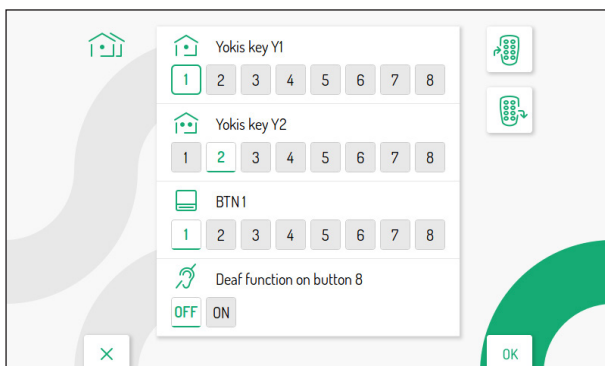 Yokis key Y1
1 2 3 4 5 6 7 8
Yokis key Y2
1 2 3 4 5 6 7 8
BTN 1
1 2 3 4 5 6 7 8
Deaf function on button 8
OFF ON
OK